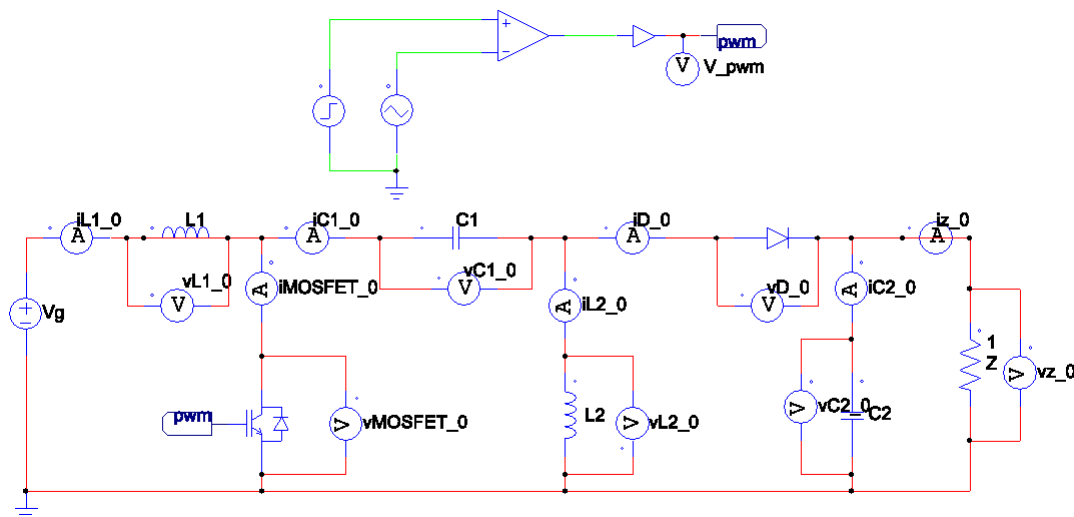 +
−
pwm
V
V_pwm
iL1_0
L1
iC1_0
C1
iD_0
iz_0
A
A
A
A
vL1_0
V
iMOSFET_0
A
vC1_0
V
iL2_0
A
vD_0
V
iC2_0
A
Vg
+
−
pwm
V
vMOSFET_0
L2
V
vL2_0
V
vC2_0
C2
1
Z
V
vz_0